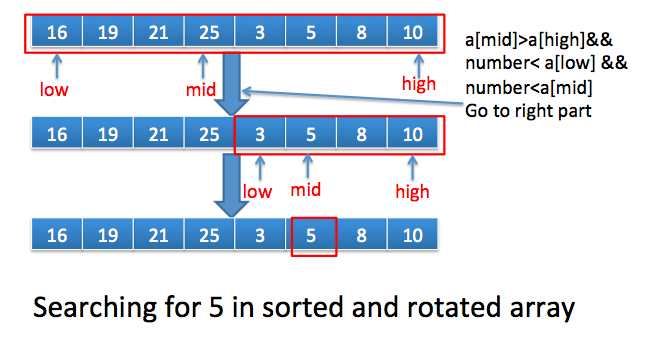 16 19 21 25 3 5 8 10
low mid high
a[mid]>a[high]&&
number< a[low] &&
number<a[mid]
Go to right part
16 19 21 25 3 5 8 10
low mid high
16 19 21 25 3 5 8 10
Searching for 5 in sorted and rotated array